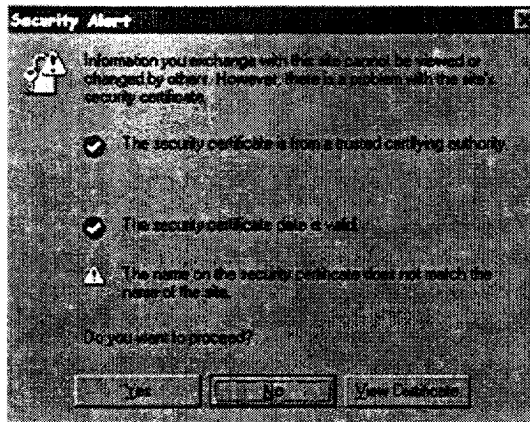 Security Alert
Information you exchange with this site cannot be viewed or
changed by others. However, there is a problem with the site's
security certificate.
The security certificate is from a trusted certifying authority.
The security certificate date is valid.
The name on the security certificate does not match the
name of the site.
Do you want to proceed?
Yes No View Certificate